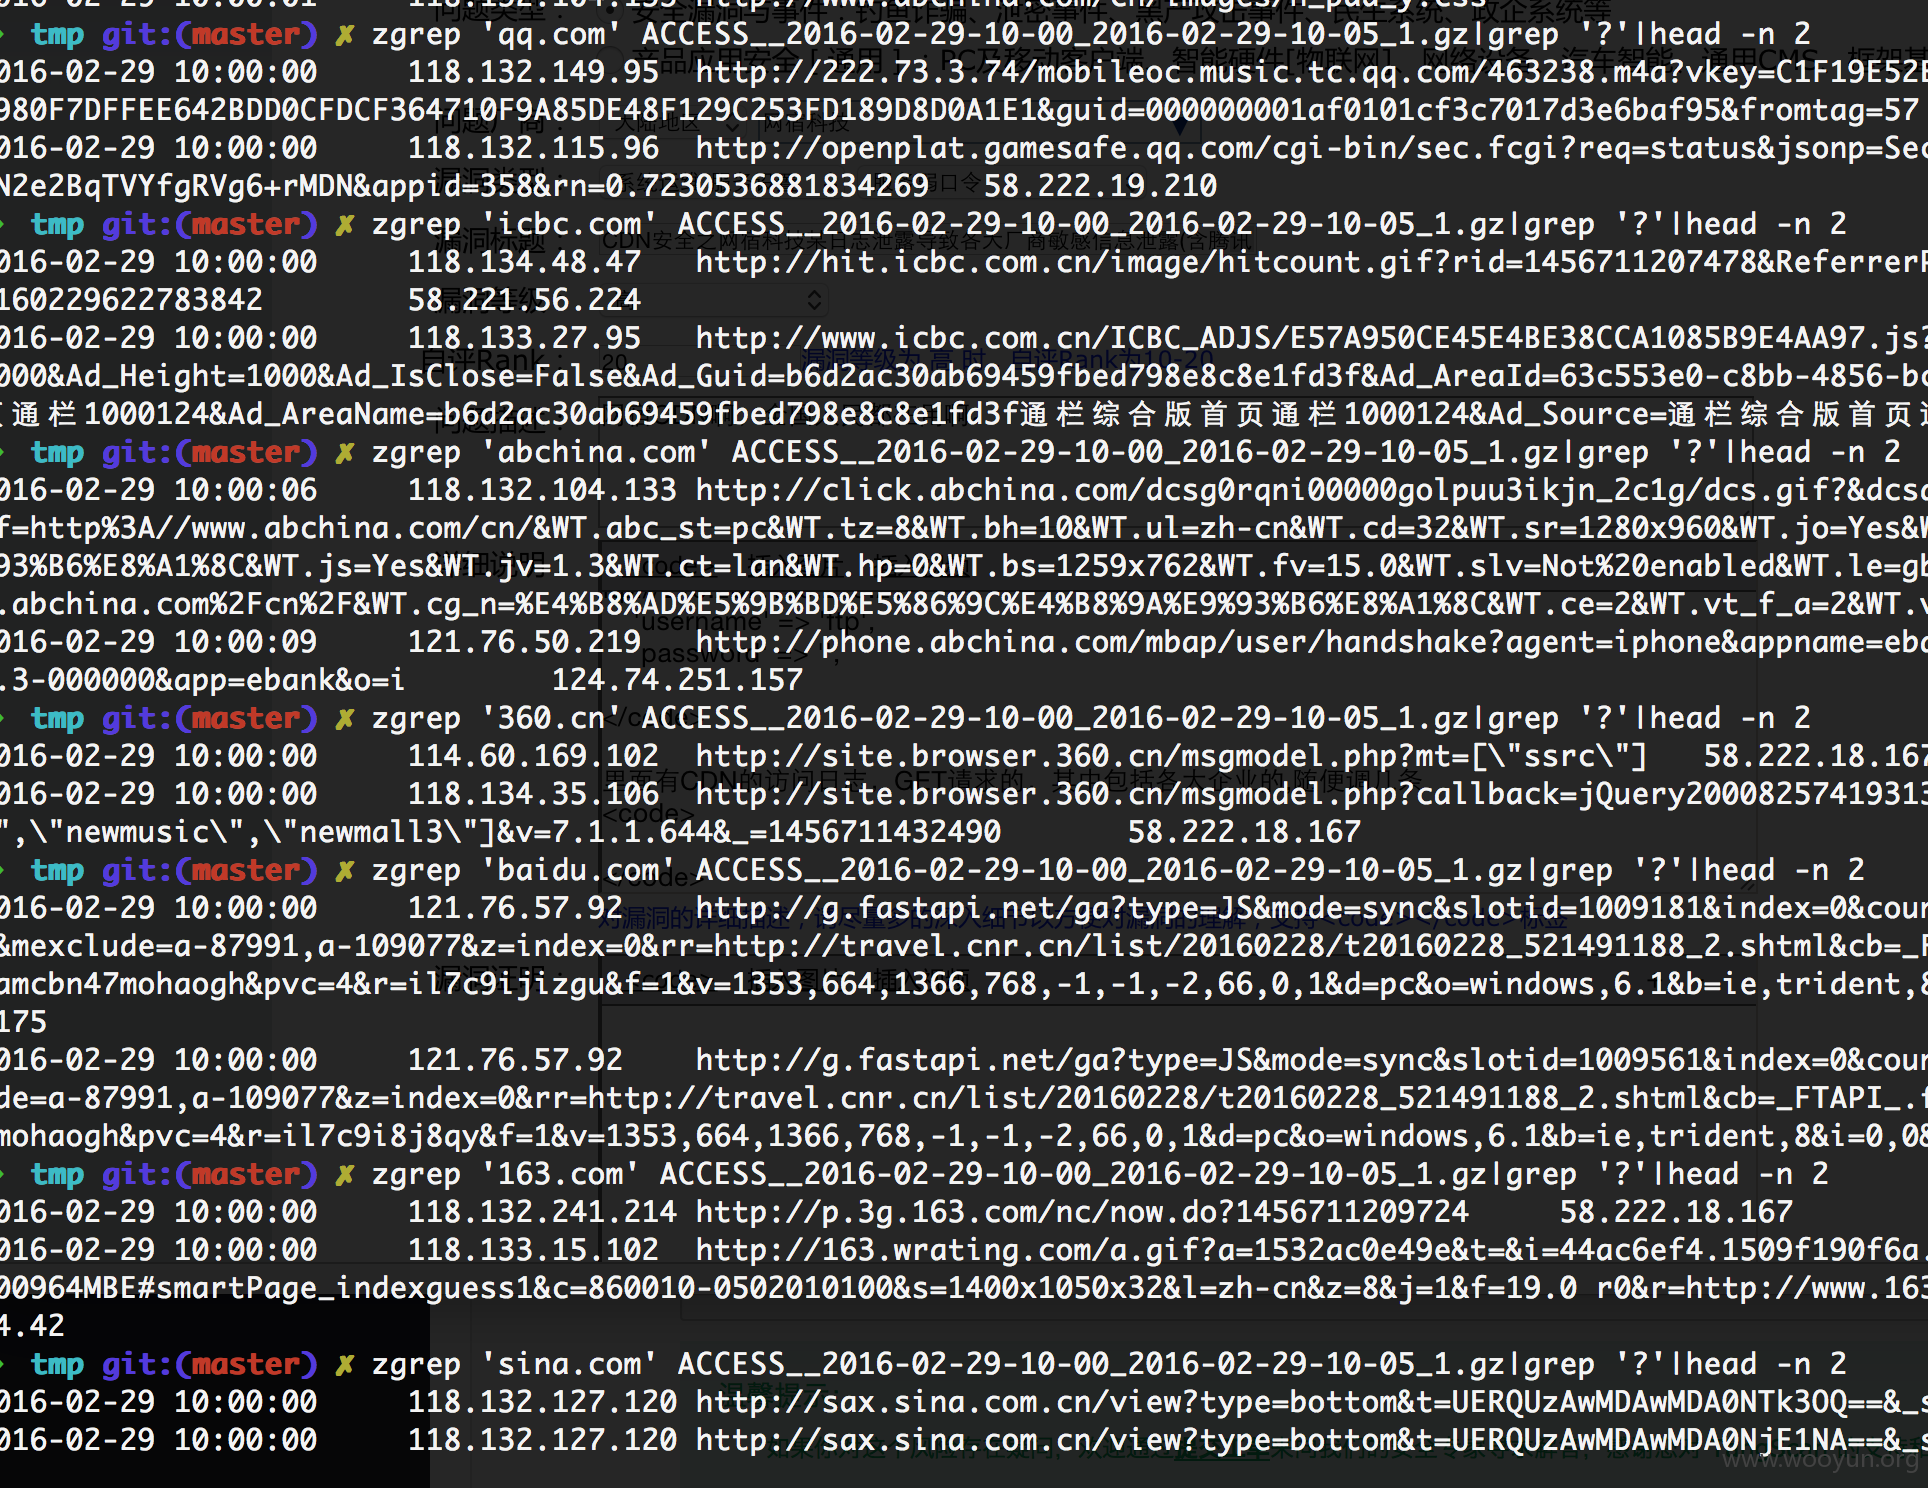 tmp git:(master) ✗ zgrep 'qq.com' ACCESS__2016-02-29-10-00_2016-02-29-10-05_1.gz|grep '?'|head -n 2
016-02-29 10:00:00 118.132.149.95 http://227.73.3.74/mobileoc.music.tc.qq.com/463238.m4a?vkey=C1F19E52E
980F7DFFEE642BDD0CFDCF364710F9A85DE48F129C253FD189D8D0A1E1&guid=000000001af0101cf3c7017d3e6baf95&fromtag=57
016-02-29 10:00:00 118.132.115.96 http://openplat.gamesafe.qq.com/cgi-bin/sec.fcgi?req=status&jsonp=Sec
N2e2BqTVYfgRVg6+rMDN&appid=358&rn=0.7230536881834269 58.222.19.210
tmp git:(master) ✗ zgrep 'icbc.com' ACCESS__2016-02-29-10-00_2016-02-29-10-05_1.gz|grep '?'|head -n 2
016-02-29 10:00:00 118.134.48.47 http://hit.icbc.com.cn/image/hitcount.gif?rid=1456711207478&ReferrerP
160229622783842 58.221.56.224
016-02-29 10:00:00 118.133.27.95 http://www.icbc.com.cn/ICBC_ADJS/E57A950CE45E4BE38CCA1085B9E4AA97.js?
000&Ad_Height=1000&Ad_IsClose=False&Ad_Guid=b6d2ac30ab69459fbed798e8c8e1fd3f&Ad_AreaId=63c553e0-c8bb-4856-bc
通栏1000124&Ad_AreaName=b6d2ac30ab69459fbed798e8c8e1fd3f通栏综合版首页通栏1000124&Ad_Source=通栏综合版首页
tmp git:(master) ✗ zgrep 'abchina.com' ACCESS__2016-02-29-10-00_2016-02-29-10-05_1.gz|grep '?'|head -n 2
016-02-29 10:00:06 118.132.104.133 http://click.abchina.com/dcsg0rqni00000golpuu3ikjn_2c1g/dcs.gif?&dcsd
f=http%3A//www.abchina.com/cn/&WT.abc_st=pc&WT.tz=8&WT.bh=10&WT.ul=zh-cn&WT.cd=32&WT.sr=1280x960&WT.jo=Yes&W
93%B6%E8%A1%8C&WT.js=Yes&WT.jv=1.3&WT.ct=lan&WT.hp=0&WT.bs=1259x762&WT.fv=15.0&WT.slv=Not%20enabled&WT.le=gb
.abchina.com%2Fcn%2F&WT.cg_n=%E4%B8%AD%E5%9B%BD%E5%86%9C%E4%B8%9A%E9%93%B6%E8%A1%8C&WT.ce=2&WT.vt_f_a=2&WT.v
016-02-29 10:00:09 121.76.50.219 http://phone.abchina.com/mbap/user/handshake?agent=iphone&appname=eba
.3-000000&app=ebank&o=i 124.74.251.157
tmp git:(master) ✗ zgrep '360.cn' ACCESS__2016-02-29-10-00_2016-02-29-10-05_1.gz|grep '?'|head -n 2
016-02-29 10:00:00 114.60.169.102 http://site.browser.360.cn/msgmodel.php?mt=[\"ssrc\"] 58.222.18.167
016-02-29 10:00:00 118.134.35.106 http://site.browser.360.cn/msgmodel.php?callback=jQuery20008257419313
",\"newmusic\",\"newmall3\"]&v=7.1.1.644&_=1456711432490 58.222.18.167
tmp git:(master) ✗ zgrep 'baidu.com' ACCESS__2016-02-29-10-00_2016-02-29-10-05_1.gz|grep '?'|head -n 2
016-02-29 10:00:00 121.76.57.92 http://g.fastapi.net/ga?type=JS&mode=sync&slotid=1009181&index=0&cour
&mexclude=a-87991,a-109077&z=index=0&rr=http://travel.cnr.cn/list/20160228/t20160228_521491188_2.shtml&cb=_F
amcbn47mohaogh&pvc=4&r=il7c9i7jizgu&f=1&v=1353,664,1366,768,-1,-1,-2,66,0,1&d=pc&o=windows,6.1&b=ie,trident,8
175
016-02-29 10:00:00 121.76.57.92 http://g.fastapi.net/ga?type=JS&mode=sync&slotid=1009561&index=0&cour
de=a-87991,a-109077&z=index=0&rr=http://travel.cnr.cn/list/20160228/t20160228_521491188_2.shtml&cb=_FTAPI_.f
mohaogh&pvc=4&r=il7c9i8j8qy&f=1&v=1353,664,1366,768,-1,-1,-2,66,0,1&d=pc&o=windows,6.1&b=ie,trident,8&i=0,0&
tmp git:(master) ✗ zgrep '163.com' ACCESS__2016-02-29-10-00_2016-02-29-10-05_1.gz|grep '?'|head -n 2
016-02-29 10:00:00 118.132.241.214 http://p.3g.163.com/nc/now.do?1456711209724 58.222.18.167
016-02-29 10:00:00 118.133.15.102 http://163.wrating.com/a.gif?a=1532ac0e49e&t=&i=44ac6ef4.1509f190f6a.
00964MBE#smartPage_indexguess1&c=860010-0502010100&s=1400x1050x32&l=zh-cn&z=8&j=1&f=19.0 r0&r=http://www.163
4.42
tmp git:(master) ✗ zgrep 'sina.com' ACCESS__2016-02-29-10-00_2016-02-29-10-05_1.gz|grep '?'|head -n 2
016-02-29 10:00:00 118.132.127.120 http://sax.sina.com.cn/view?type=bottom&t=UERQUzAwMDAwMDA0NTk3OQ==&_s
016-02-29 10:00:00 118.132.127.120 http://sax.sina.com.cn/view?type=bottom&t=UERQUzAwMDAwMDA0NjE1NA==&_s
www.wooyun.org